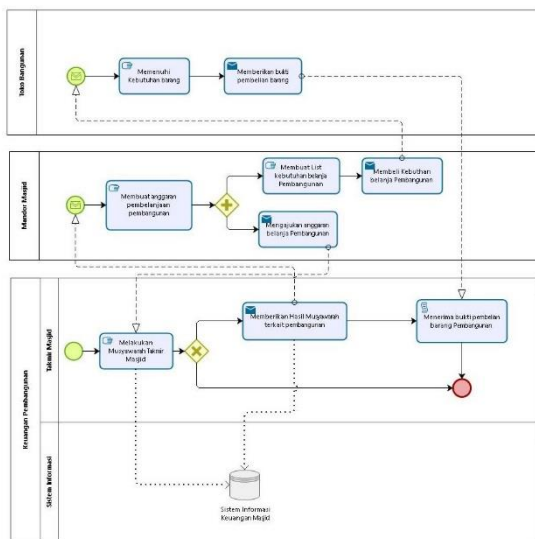 Toko Bangunan
Memenuhi
Kebutuhan barang
Memberikan bukti
pembelian barang
Mandor Masjid
Membuat anggaran
pembelanjaan
pembangunan
Membuat List
kebutuhan belanja
Pembangunan
Membeli Kebuthan
belanja Pembangunan
Mengajukan anggaran
belanja Pembangunan
Keuangan Pembangunan
Takmir Masjid
Melakukan
Musyawarah Takmir
Masjid
Memberikan Hasil Musyawarah
terkait pembangunan
Menerima bukti pembelian
barang Pembangunan
Sistem Informasi
Sistem Informasi
Keuangan Masjid